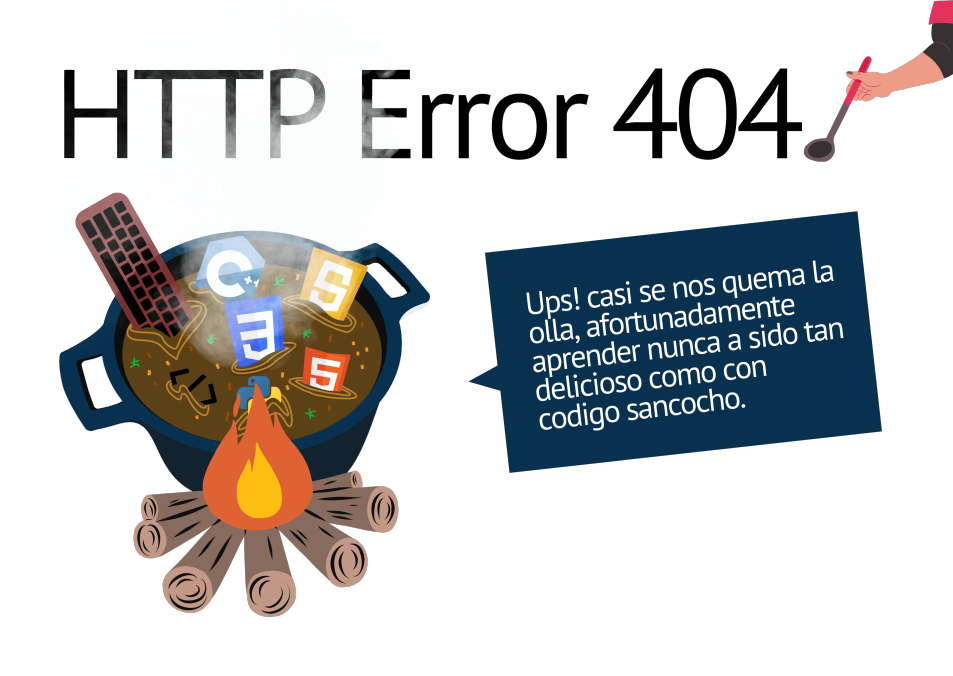 HTTP Error 404
Ups! casi se nos quema la
olla, afortunadamente
aprender nunca a sido tan
delicioso como con
codigo sancocho.
C++
S
3
5
</>